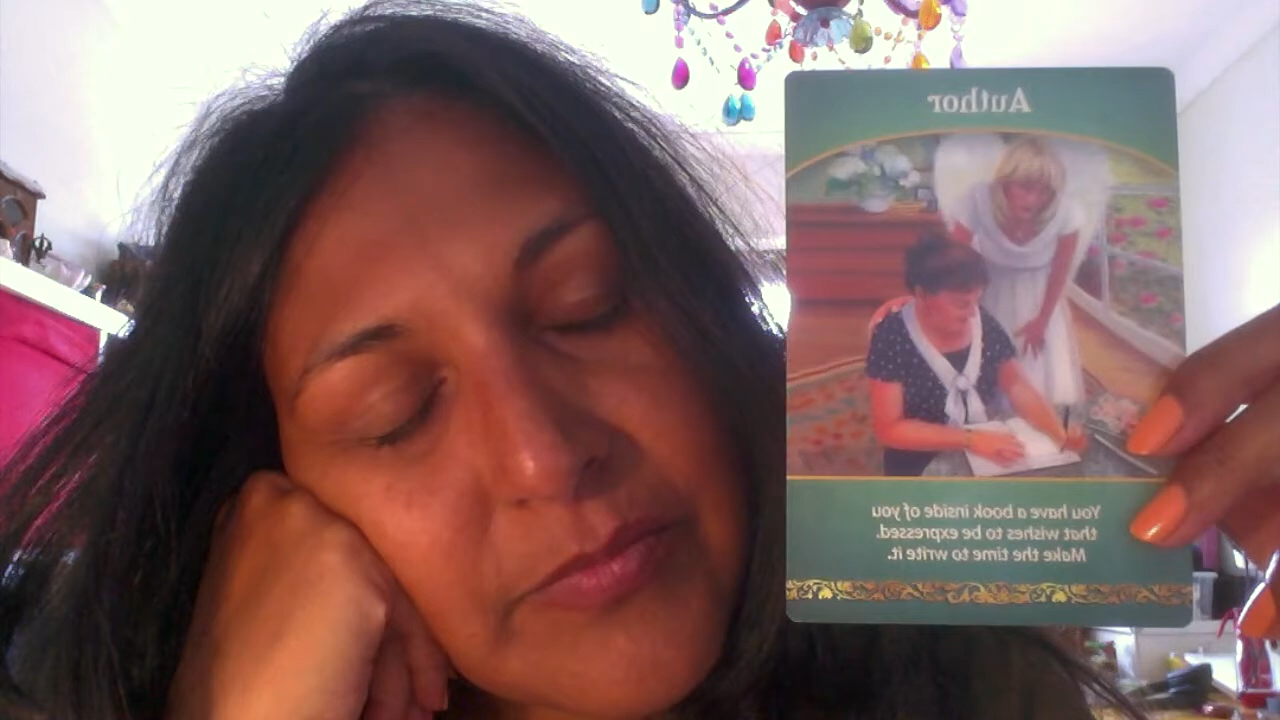 Author
You have a book inside of you
that wishes to be expressed.
Make the time to write it.